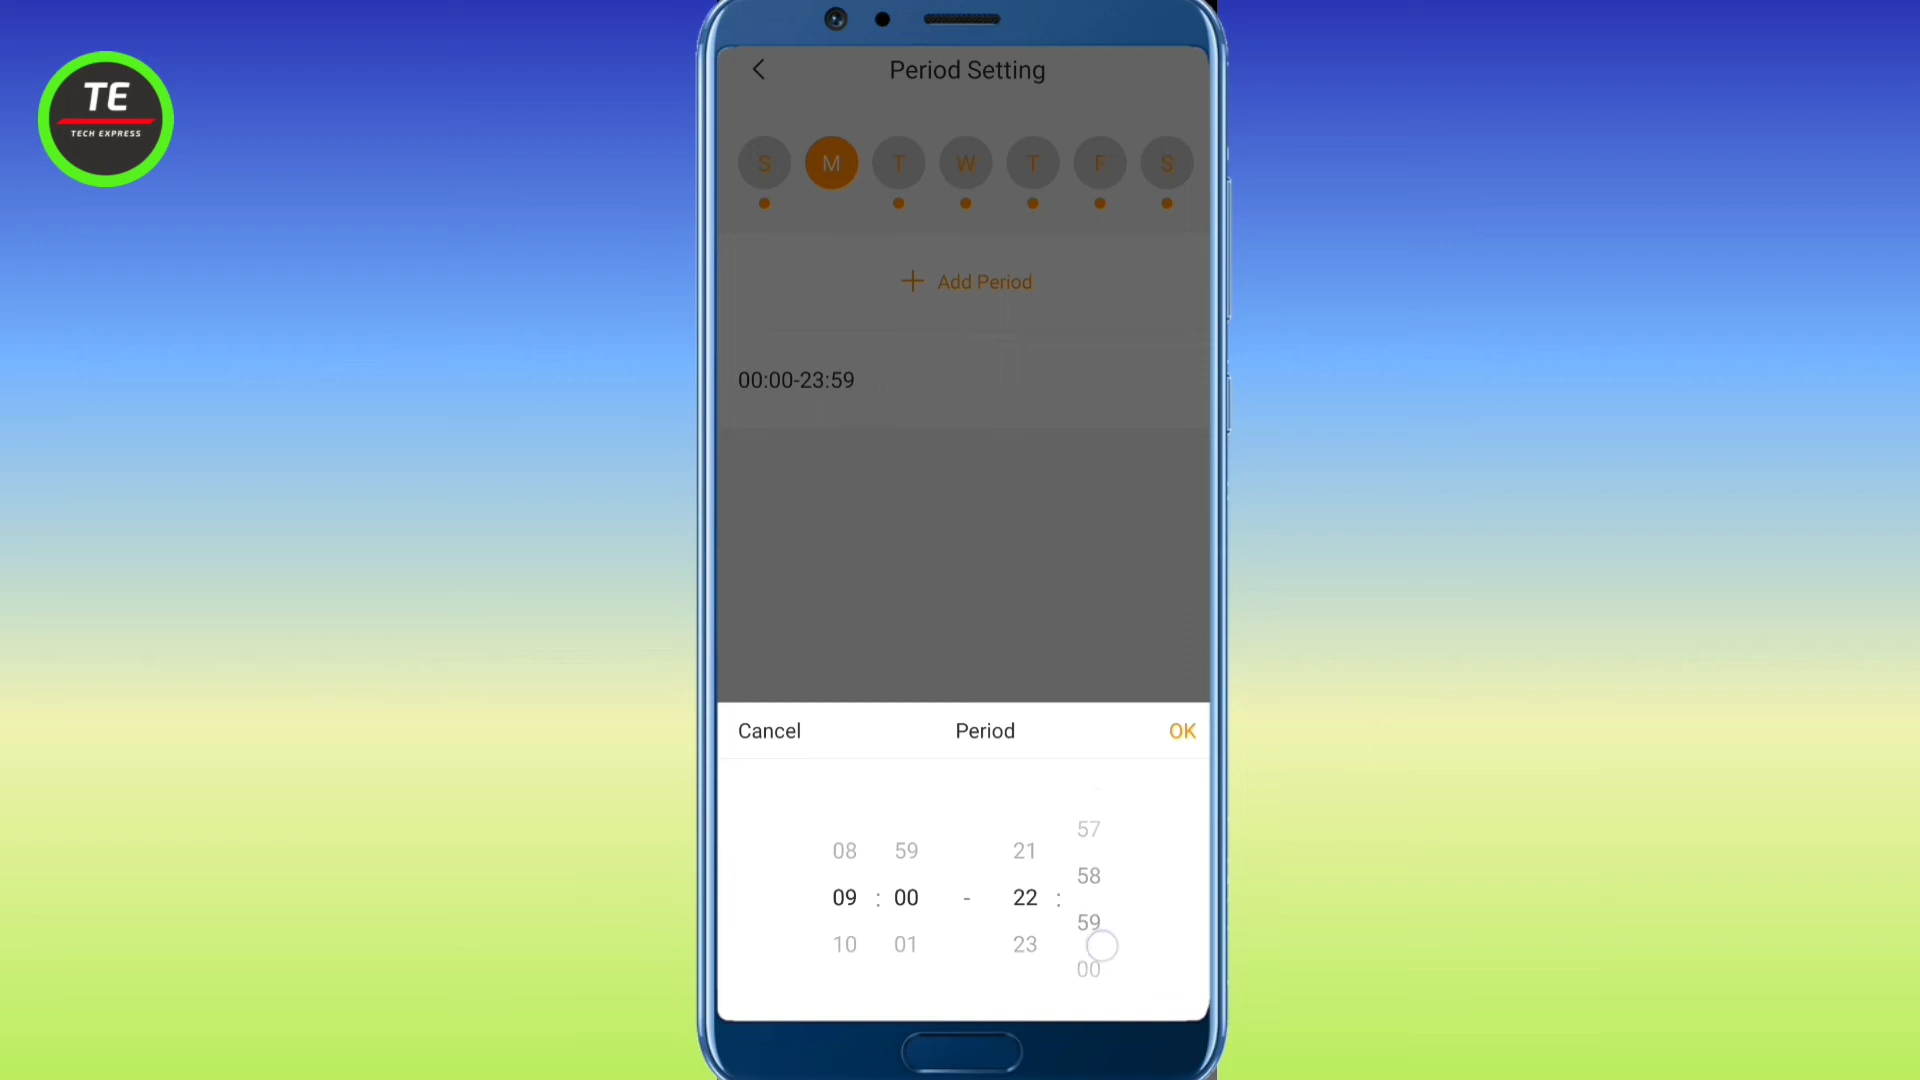 TE
TECH EXPRESS
Period Setting
S M T W T F S
+ Add Period
00:00-23:59
Cancel Period OK
57
08 59 21
58
09 : 00 - 22 :
59
10 01 23
00